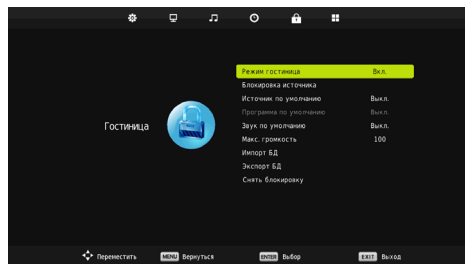 Режим гостиница Вкл.
Блокировка источника
Источник по умолчанию Выкл.
Программа по умолчанию Выкл.
Гостиница
Звук по умолчанию Выкл.
Макс. громкость 100
Импорт БД
Экспорт БД
Снять блокировку
Переместить MENU Вернуться ENTER Выбор EXIT Выход